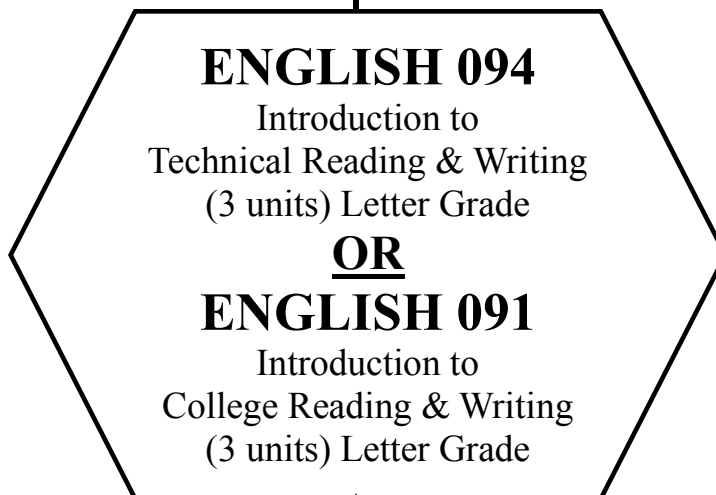 ENGLISH 094
Introduction to
Technical Reading & Writing
(3 units) Letter Grade
OR
ENGLISH 091
Introduction to
College Reading & Writing
(3 units) Letter Grade